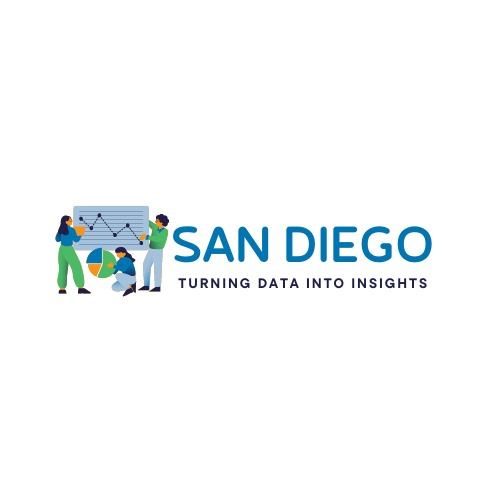 SAN DIEGO
TURNING DATA INTO INSIGHTS